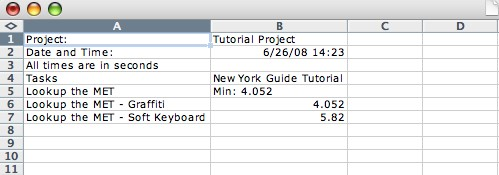 A B C D
1 Project: Tutorial Project
2 Date and Time: 6/26/08 14:23
3 All times are in seconds
4 Tasks New York Guide Tutorial
5 Lookup the MET Min: 4.052
6 Lookup the MET - Graffiti 4.052
7 Lookup the MET - Soft Keyboard 5.82
8
9
10
11